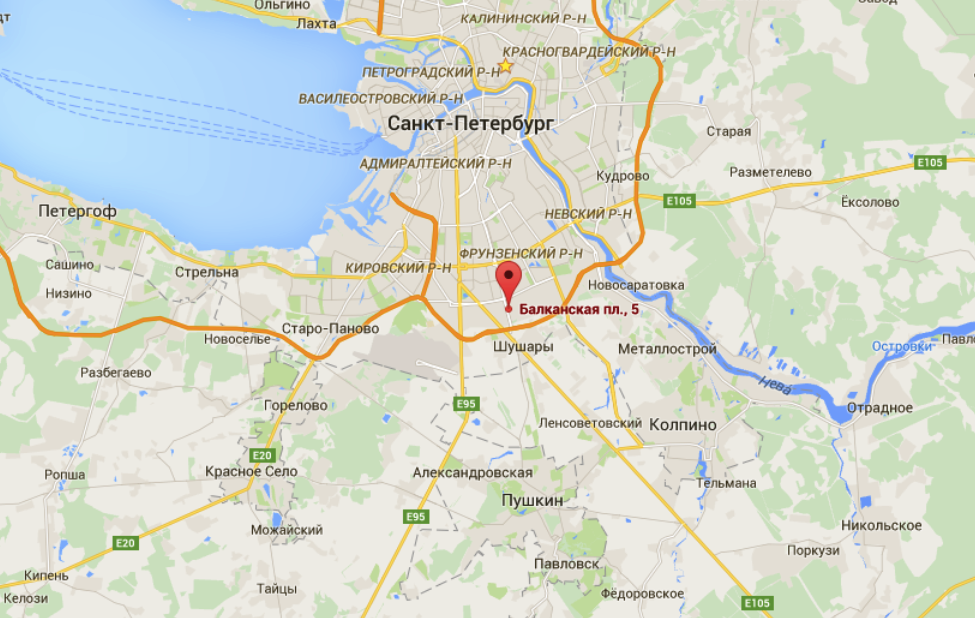 Ольгино
Лахта
КАЛИНИНСКИЙ Р-Н
КРАСНОГВАРДЕЙСКИЙ Р-Н
ПЕТРОГРАДСКИЙ Р-Н
ВАСИЛЕОСТРОВСКИЙ Р-Н
Санкт-Петербург
Старая
АДМИРАЛТЕЙСКИЙ Р-Н
E105
Разметелево
Кудрово
E105
Ёксолово
Петергоф
НЕВСКИЙ Р-Н
ФРУНЗЕНСКИЙ Р-Н
Сашино
Стрельна
КИРОВСКИЙ Р-Н
Низино
Новосаратовка
Балканская пл., 5
Старо-Паново
Новоселье
Шушары
Металлострой
Островки
Павло
Разбегаево
Нева
Горелово
E95
Отрадное
Ленсоветовский
Колпино
E20
Ропша
Красное Село
Александровская
Тельмана
Пушкин
E95
Можайский
Никольское
E20
Поркузи
Павловск
Кипень
Тайцы
Фёдоровское
Келози
E105